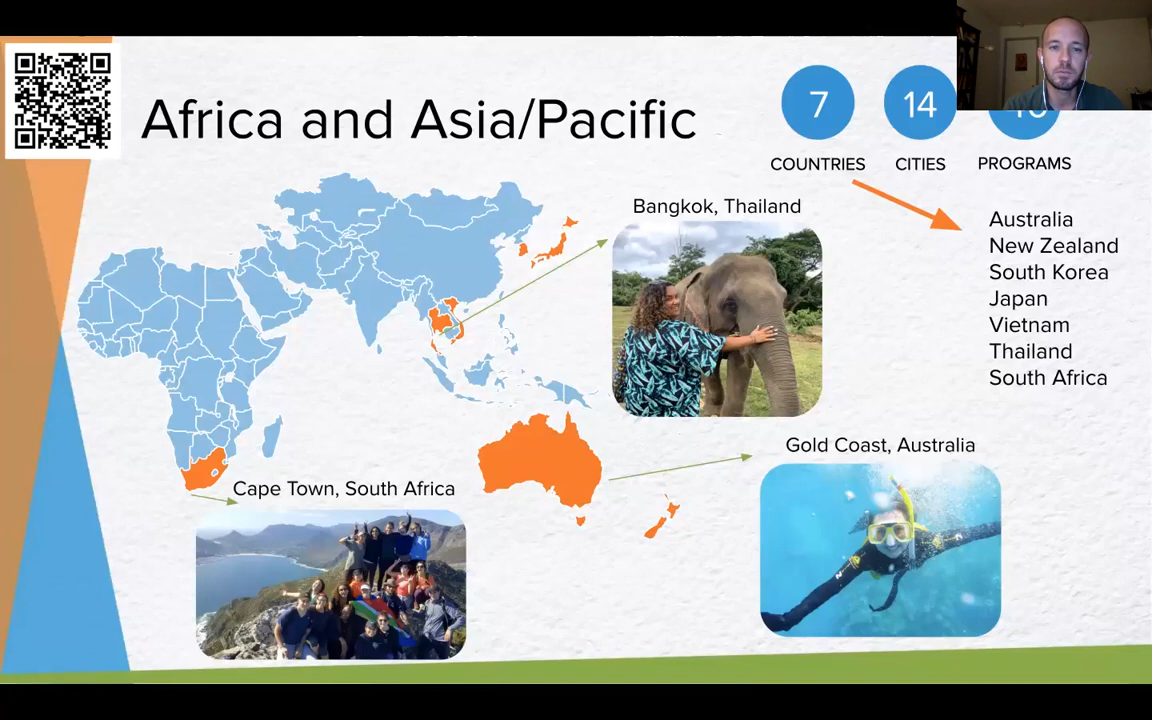 Africa and Asia/Pacific
7
14
COUNTRIES
CITIES
PROGRAMS
Australia
New Zealand
South Korea
Japan
Vietnam
Thailand
South Africa
Bangkok, Thailand
Gold Coast, Australia
Cape Town, South Africa